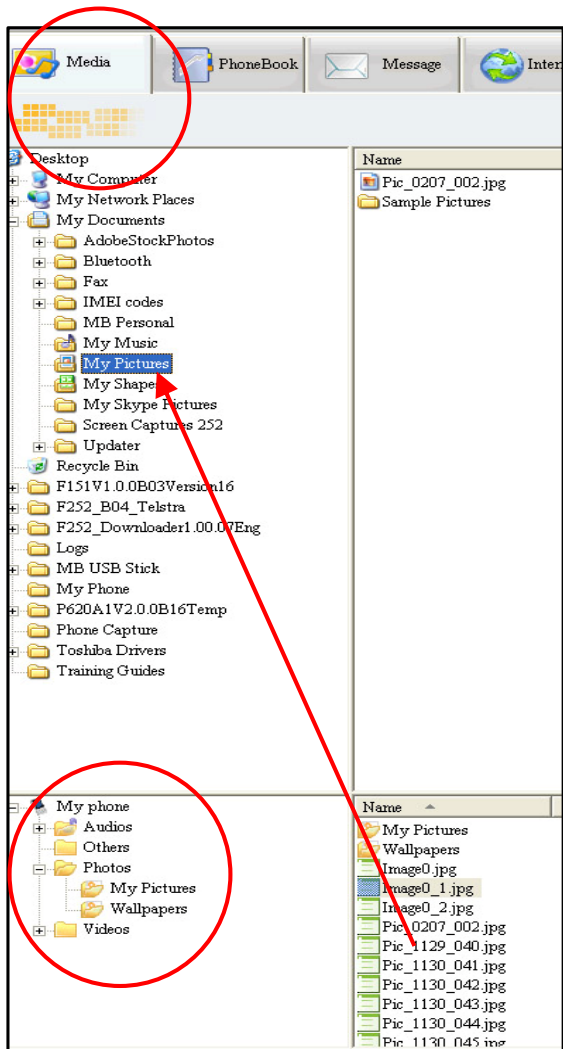 Media
PhoneBook
Message
Inter
Desktop
My Computer
My Network Places
My Documents
AdobeStockPhotos
Bluetooth
Fax
IMEI codes
MB Personal
My Music
My Pictures
My Shapes
My Skype Pictures
Screen Captures 252
Updater
Recycle Bin
F151V1.0.0B03Version16
F252_B04_Telstra
F252_Downloader1.00.07Eng
Logs
MB USB Stick
My Phone
P620A1V2.0.0B16Temp
Phone Capture
Toshiba Drivers
Training Guides
Name
Pic_0207_002.jpg
Sample Pictures
My phone
Audios
Others
Photos
My Pictures
Wallpapers
Videos
Name
My Pictures
Wallpapers
Image0.jpg
Image0_1.jpg
Image0_2.jpg
Pic_0207_002.jpg
Pic_1129_040.jpg
Pic_1130_041.jpg
Pic_1130_042.jpg
Pic_1130_043.jpg
Pic_1130_044.jpg
Pic_1130_045.jpg